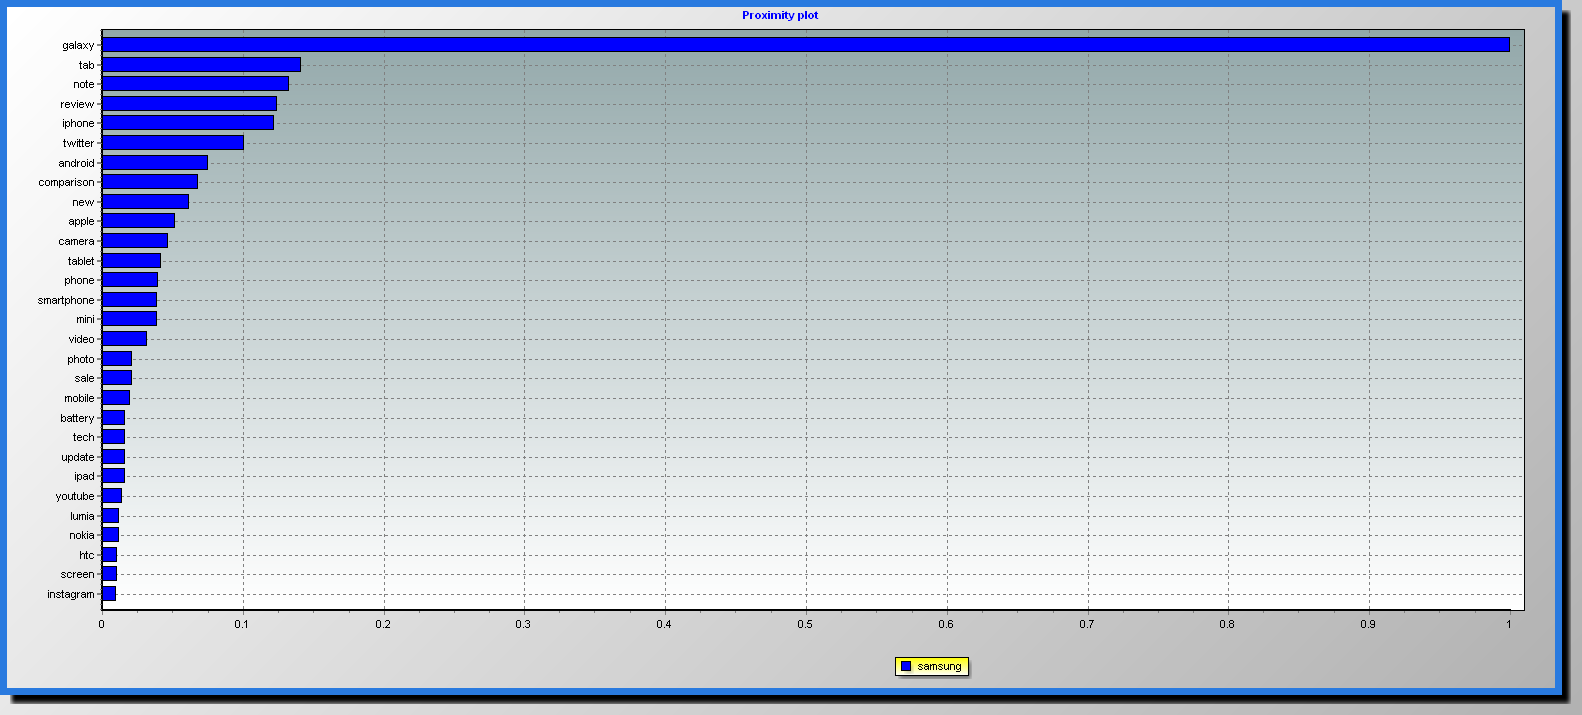 Proximity plot
galaxy
tab
note
review
iphone
twitter
android
comparison
new
apple
camera
tablet
phone
smartphone
mini
video
photo
sale
mobile
battery
tech
update
ipad
youtube
lumia
nokia
htc
screen
instagram
0 0.1 0.2 0.3 0.4 0.5 0.6 0.7 0.8 0.9 1
samsung